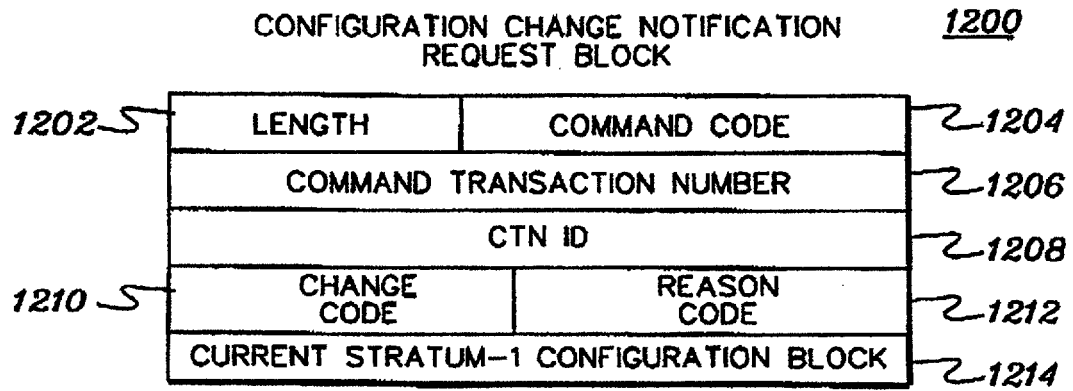 CONFIGURATION CHANGE NOTIFICATION 1200
REQUEST BLOCK
1202 LENGTH COMMAND CODE 1204
COMMAND TRANSACTION NUMBER 1206
CTN ID 1208
1210 CHANGE CODE REASON CODE 1212
CURRENT STRATUM-1 CONFIGURATION BLOCK 1214